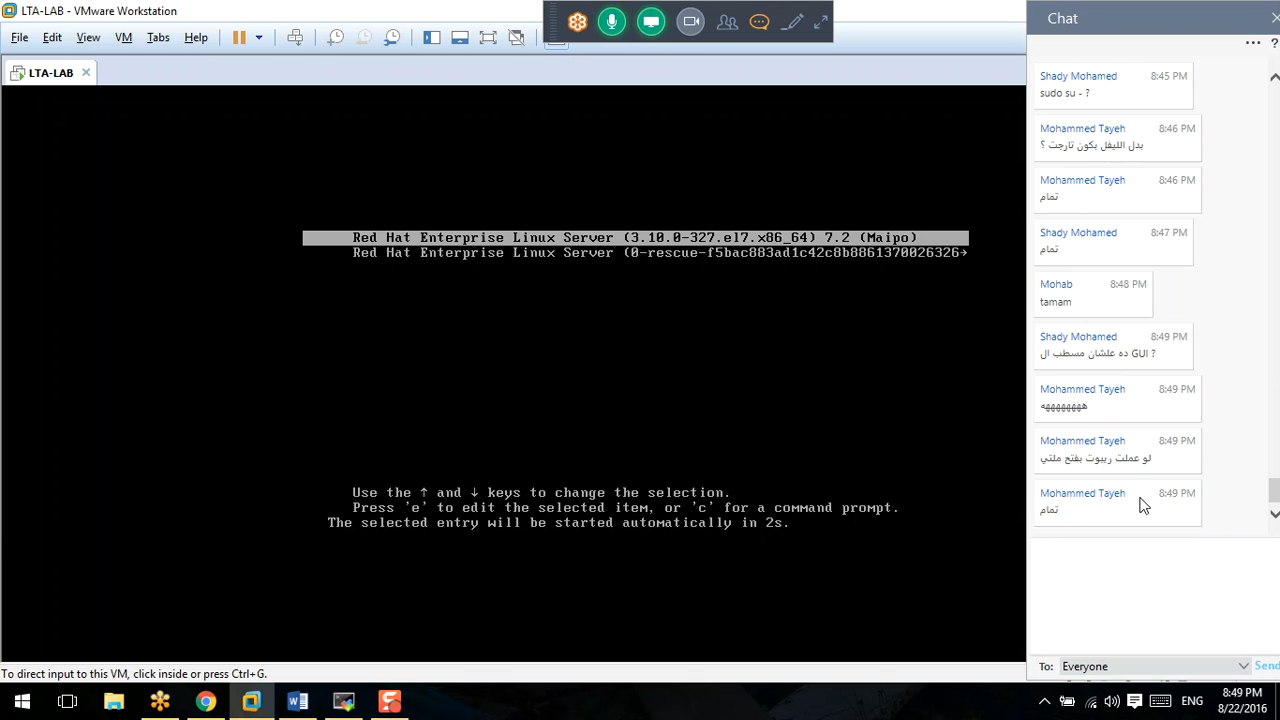 LTA-LAB - VMware Workstation
File Edit View VM Tabs Help
LTA-LAB
Red Hat Enterprise Linux Server (3.10.0-327.el7.x86_64) 7.2 (Maipo)
Red Hat Enterprise Linux Server (0-rescue-f5bac883ad1c42c8b8861370026326→
Use the ↑ and ↓ keys to change the selection.
Press 'e' to edit the selected item, or 'c' for a command prompt.
The selected entry will be started automatically in 2s.
To direct input to this VM, click inside or press Ctrl+G.
Chat
Shady Mohamed 8:45 PM
sudo su - ?
Mohammed Tayeh 8:46 PM
بدل الليفل بكون تارجت ؟
Mohammed Tayeh 8:46 PM
تمام
Shady Mohamed 8:47 PM
تمام
Mohab 8:48 PM
tamam
Shady Mohamed 8:49 PM
ده علشان مسطب ال GUI ?
Mohammed Tayeh 8:49 PM
Mohammed Tayeh 8:49 PM
لو عملت ريبوت بفتح ملتي
Mohammed Tayeh 8:49 PM
تمام
To: Everyone Send
ENG
8:49 PM
8/22/2016